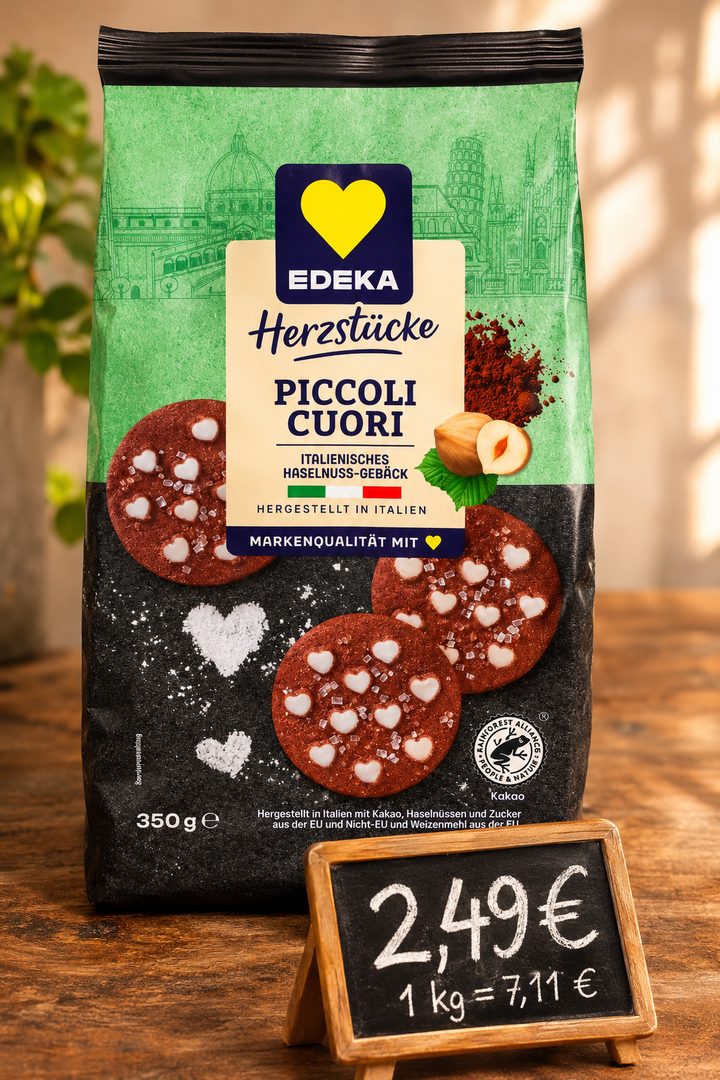 EDEKA
Herzstücke
PICCOLI
CUORI
ITALIENISCHES
HASELNUSS-GEBÄCK
HERGESTELLT IN ITALIEN
MARKENQUALITÄT MIT
RAINFOREST ALLIANCE
PEOPLE & NATURE
®
Kakao
350 g ℮
Hergestellt in Italien mit Kakao, Haselnüssen und Zucker
aus der EU und Nicht-EU und Weizenmehl aus der EU
2,49 €
1 kg = 7,11 €